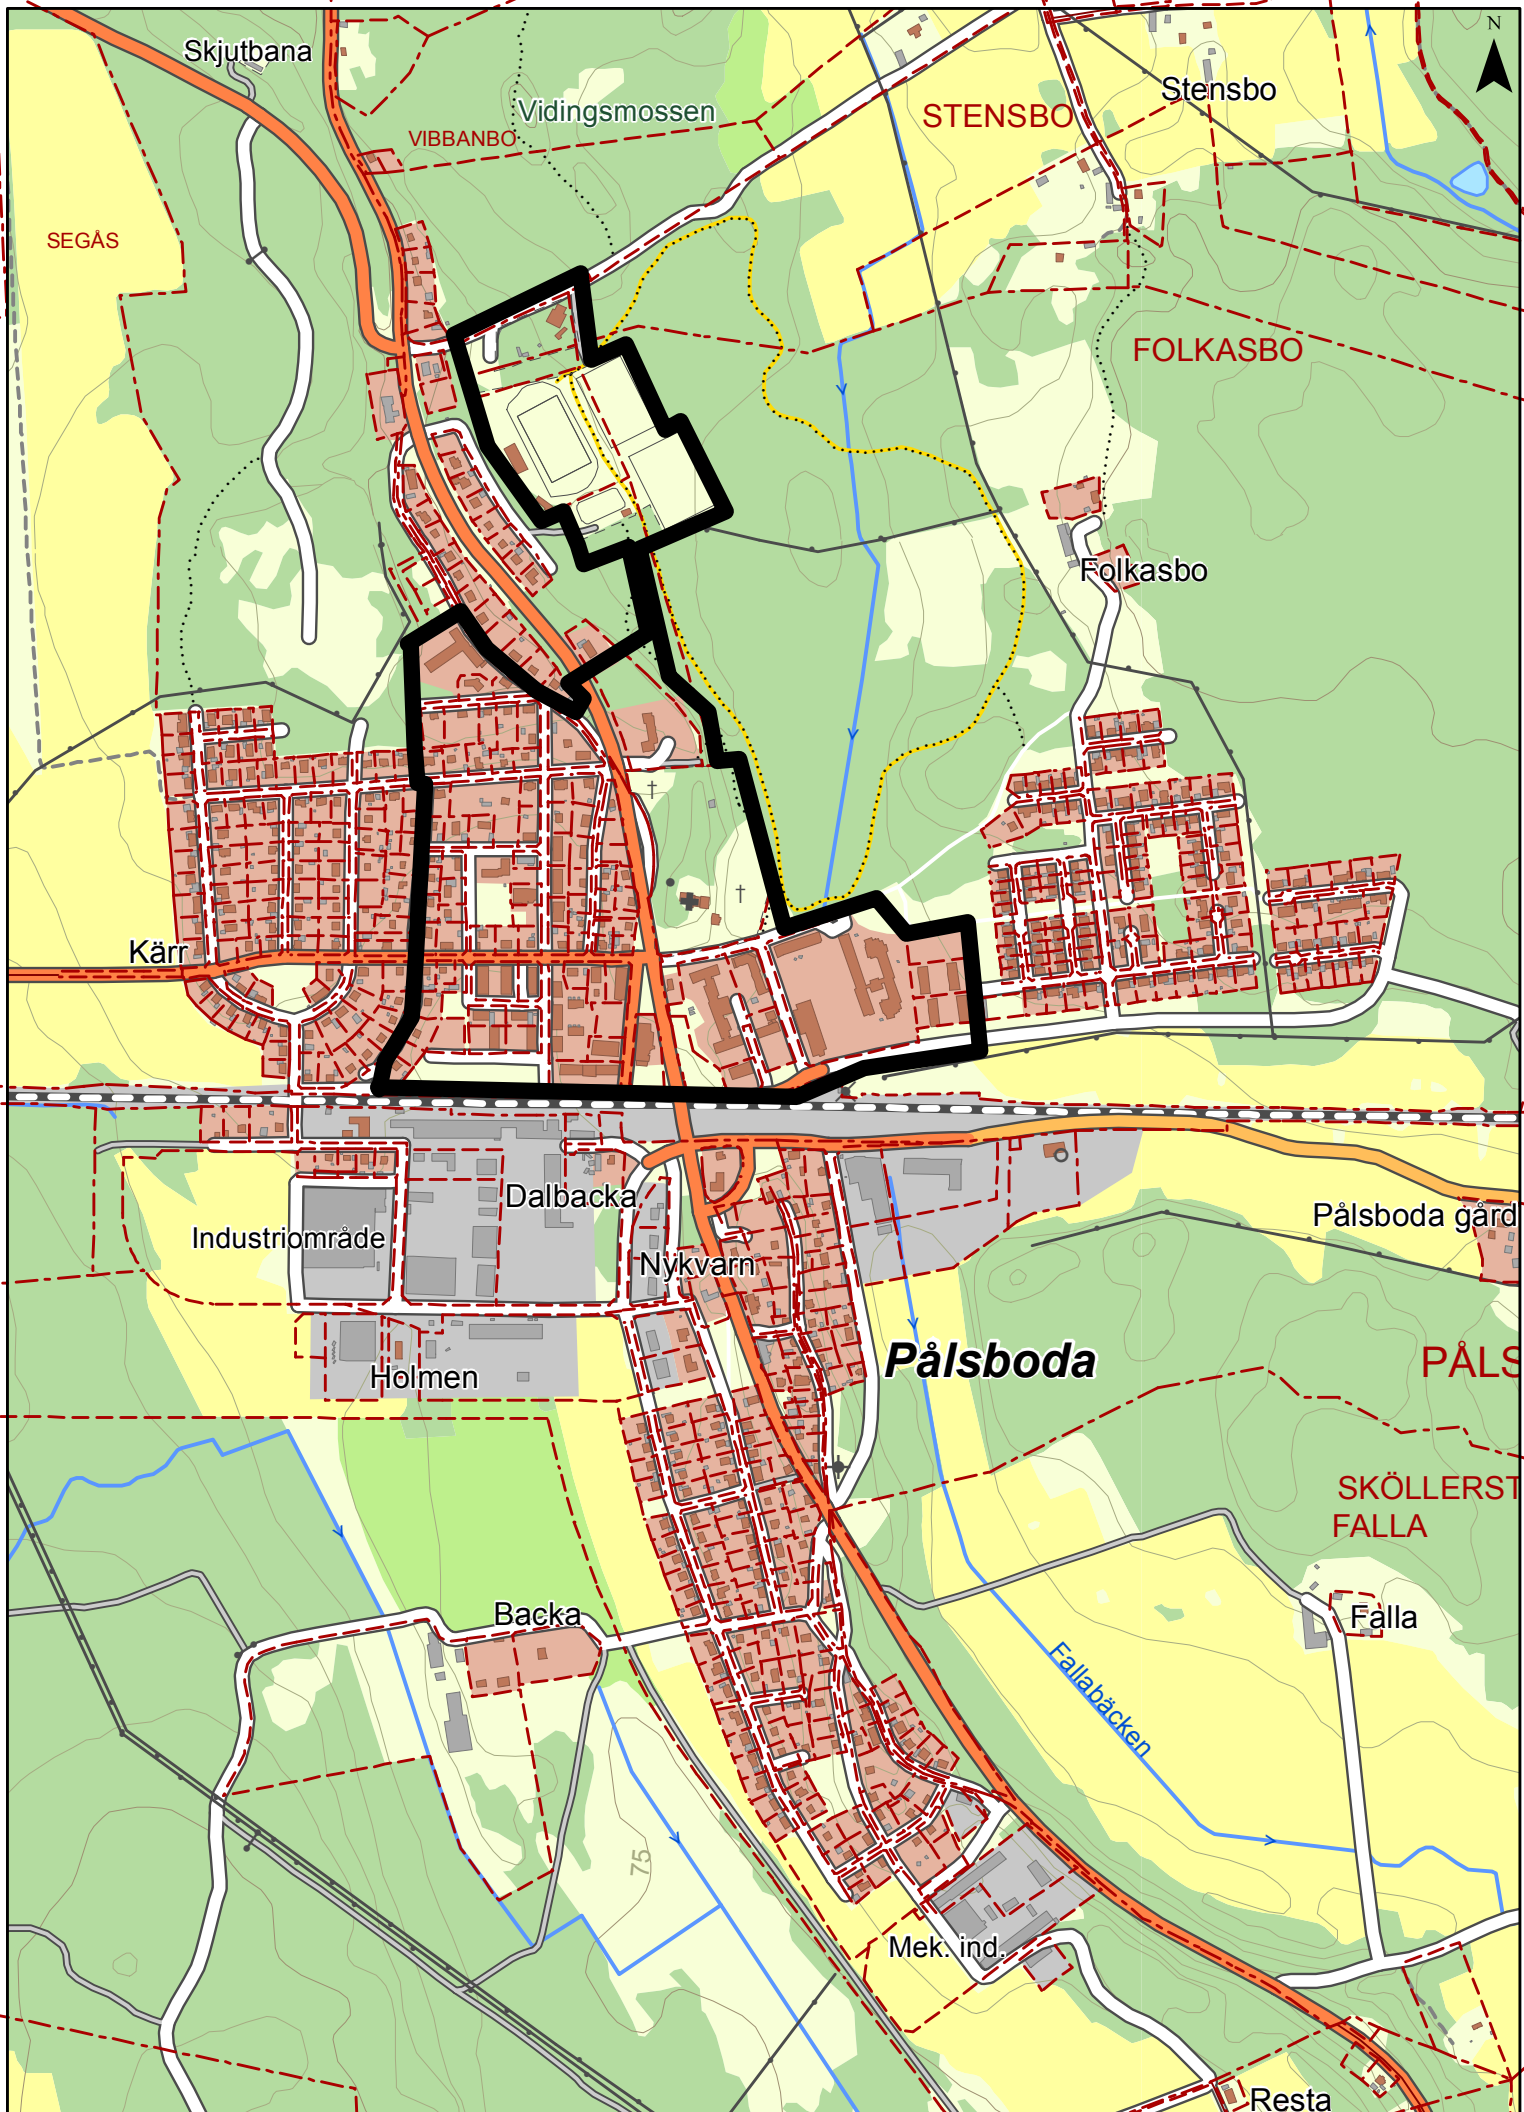 N
Skjutbana
Stensbo
Vidingsmossen
STENSBO
VIBBANBO
SEGÅS
FOLKASBO
Folkasbo
Kärr
Dalbacka
Pålsboda gård
Industriområde
Nykvarn
Pålsboda
PÅLS
Holmen
SKÖLLERST
FALLA
Backa
Falla
Fallabäcken
75
Mek. ind.
Resta